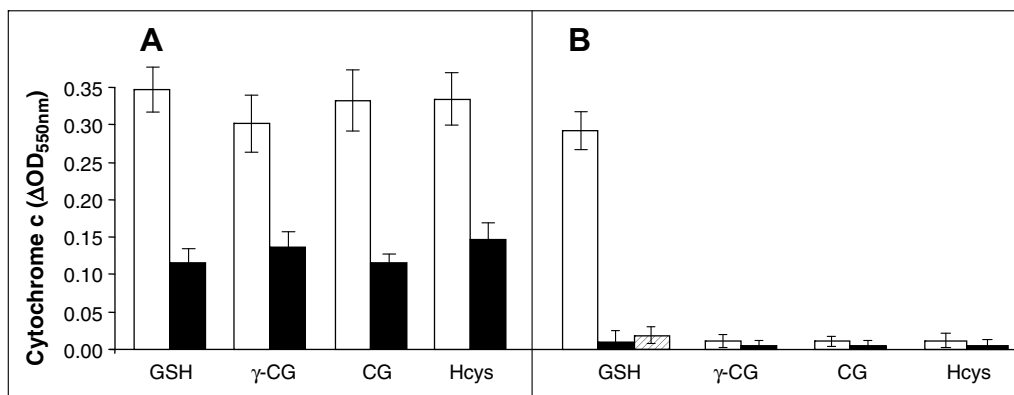 A
B
Cytochrome c (ΔOD550nm)
0.35
0.30
0.25
0.20
0.15
0.10
0.05
0.00
GSH γ-CG CG Hcys
GSH γ-CG CG Hcys